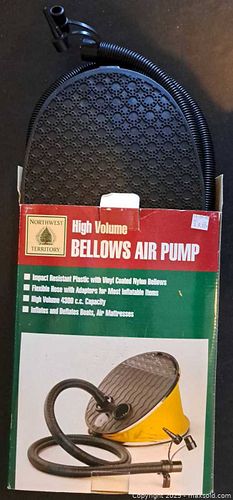 NORTHWEST
TERRITORY
High Volume
BELLOWS AIR PUMP
Impact Resistant Plastic with Vinyl Coated Nylon Bellows
Flexible Hose with Adapters for Most Inflatable Items
High Volume 4300 c.c. Capacity
Inflates and Deflates Boats, Air Mattresses
Copyright 2025 - maxsold.com